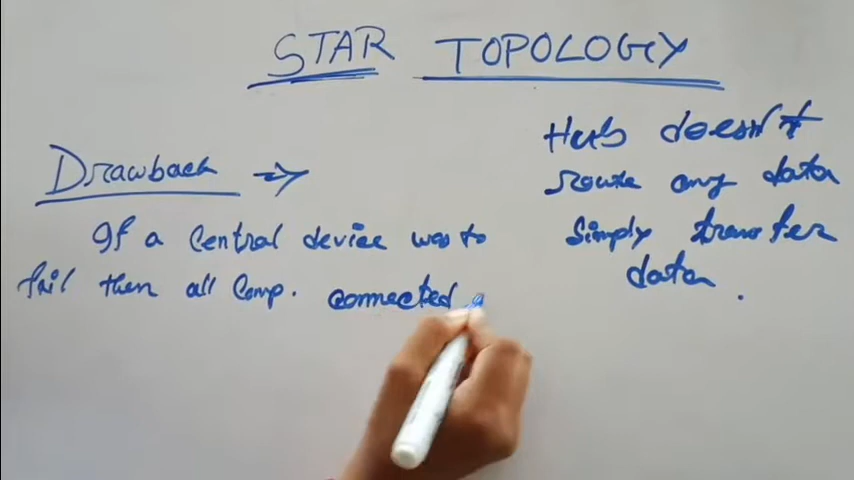 STAR TOPOLOGY
Drawback →
If a central device was to
fail then all Comp. connected
Hub doesn't
route any data
Simply transfer
data.